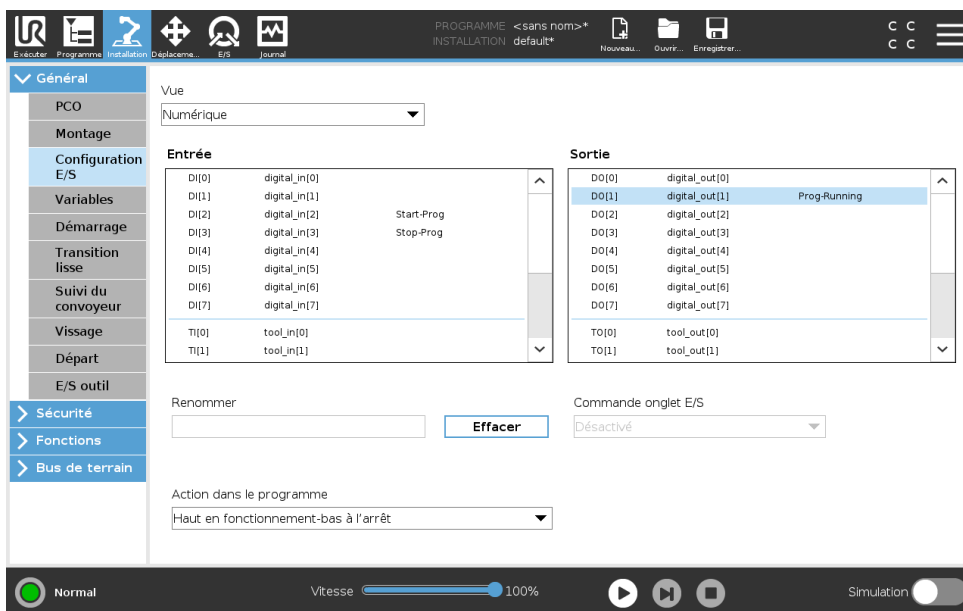 UR
PROGRAMME <sans nom>*
INSTALLATION default*
C C
C C
Exécuter
Programme
Installation
Déplaceme...
E/S
Journal
Nouveau...
Ouvrir...
Enregistrer...
Général
PCO
Montage
Configuration
E/S
Variables
Démarrage
Transition
lisse
Suivi du
convoyeur
Vissage
Départ
E/S outil
Sécurité
Fonctions
Bus de terrain
Vue
Numérique
Entrée
DI[0] digital_in[0]
DI[1] digital_in[1]
DI[2] digital_in[2] Start-Prog
DI[3] digital_in[3] Stop-Prog
DI[4] digital_in[4]
DI[5] digital_in[5]
DI[6] digital_in[6]
DI[7] digital_in[7]
TI[0] tool_in[0]
TI[1] tool_in[1]
Sortie
DO[0] digital_out[0]
DO[1] digital_out[1] Prog-Running
DO[2] digital_out[2]
DO[3] digital_out[3]
DO[4] digital_out[4]
DO[5] digital_out[5]
DO[6] digital_out[6]
DO[7] digital_out[7]
TO[0] tool_out[0]
TO[1] tool_out[1]
Renommer
Effacer
Commande onglet E/S
Désactivé
Action dans le programme
Haut en fonctionnement-bas à l'arrêt
Normal
Vitesse
100%
Simulation